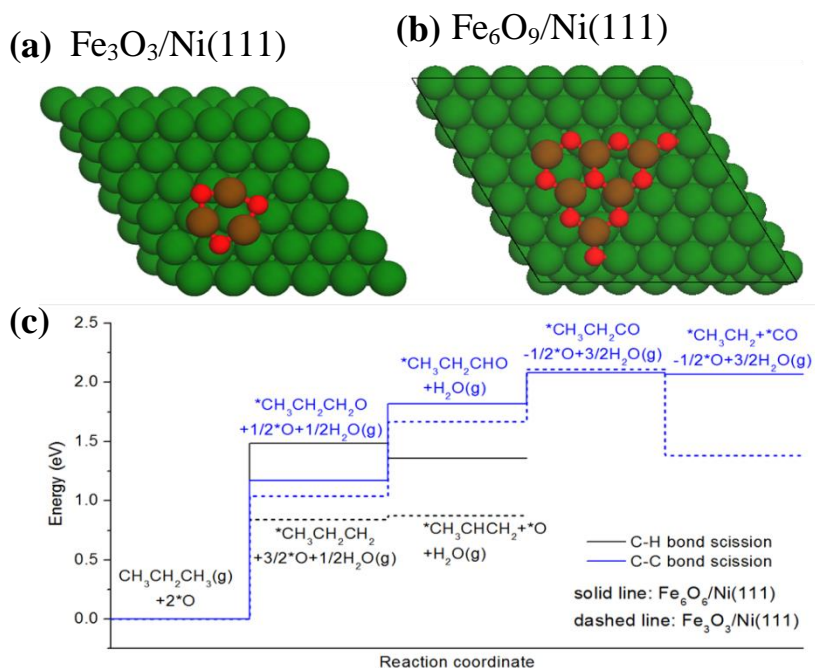 (a) Fe₃O₃/Ni(111)
(b) Fe₆O₉/Ni(111)
(c)
2.5
2.0
1.5
1.0
0.5
0.0
Energy (eV)
CH₃CH₂CH₃(g)
+2*O
*CH₃CH₂CH₂O
+1/2*O+1/2H₂O(g)
*CH₃CH₂CH₂
+3/2*O+1/2H₂O(g)
*CH₃CH₂CHO
+H₂O(g)
*CH₃CHCH₂+*O
+H₂O(g)
*CH₃CH₂CO
-1/2*O+3/2H₂O(g)
*CH₃CH₂+*CO
-1/2*O+3/2H₂O(g)
C-H bond scission
C-C bond scission
solid line: Fe₆O₆/Ni(111)
dashed line: Fe₃O₃/Ni(111)
Reaction coordinate